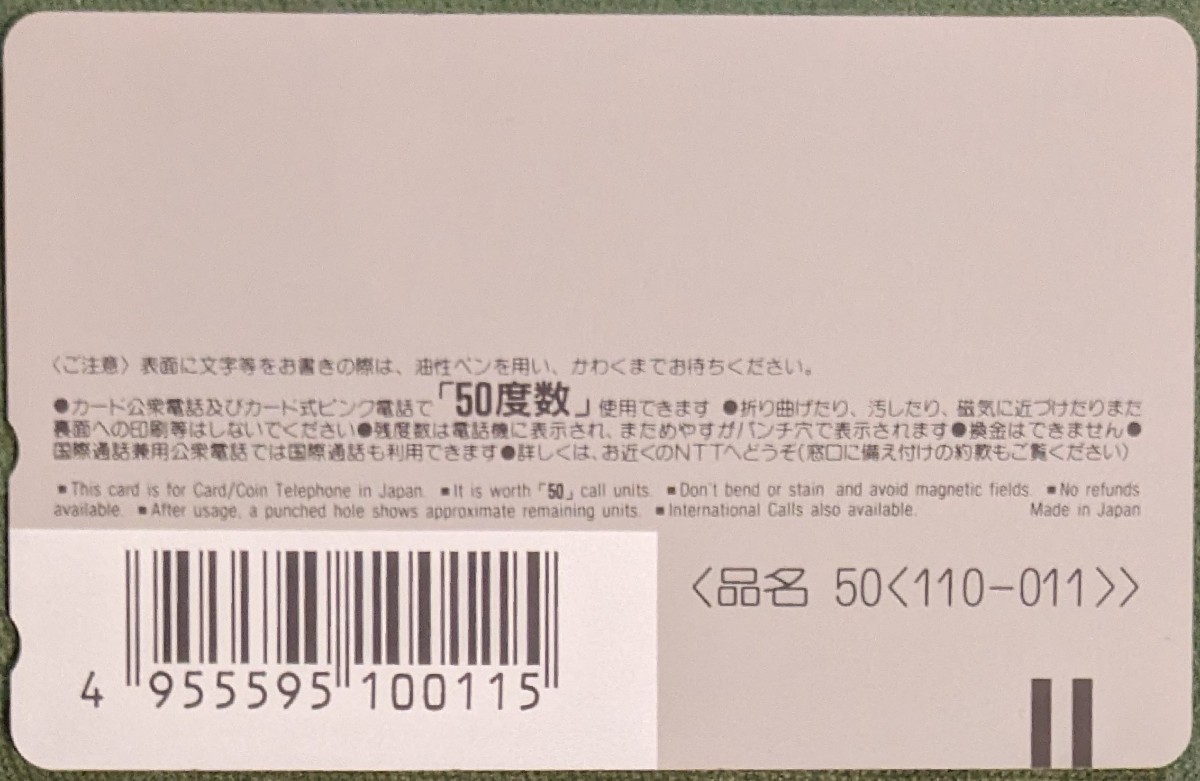 〈ご注意〉表面に文字等をお書きの際は、油性ペンを用い、かわくまでお待ちください。
●カード公衆電話及びカード式ピンク電話で「50度数」使用できます ●折り曲げたり、汚したり、磁気に近づけたりまた
裏面への印刷等はしないでください●残度数は電話機に表示され、まためやすがパンチ穴で表示されます●換金はできません●
国際通話兼用公衆電話では国際通話も利用できます●詳しくは、お近くのNTTへどうぞ(窓口に備え付けの約款もご覧ください)
■This card is for Card/Coin Telephone in Japan. ■It is worth「50」call units. ■Don't bend or stain and avoid magnetic fields. ■No refunds
available. ■After usage, a punched hole shows approximate remaining units. ■International Calls also available. Made in Japan
〈品名 50〈110-011〉〉
4 955595 100115